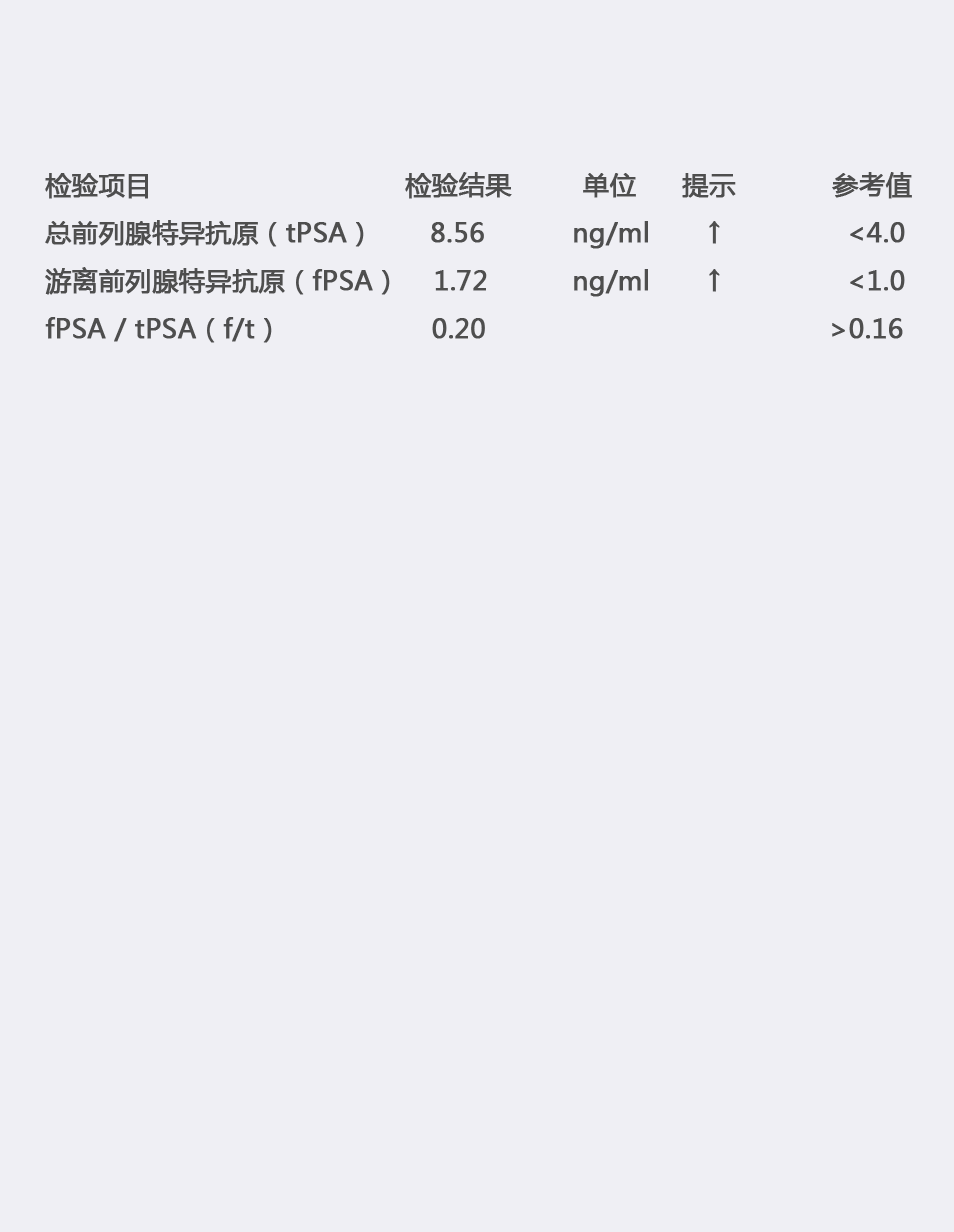 检验项目 检验结果 单位 提示 参考值
总前列腺特异抗原（tPSA） 8.56 ng/ml ↑ <4.0
游离前列腺特异抗原（fPSA） 1.72 ng/ml ↑ <1.0
fPSA / tPSA（f/t） 0.20 >0.16